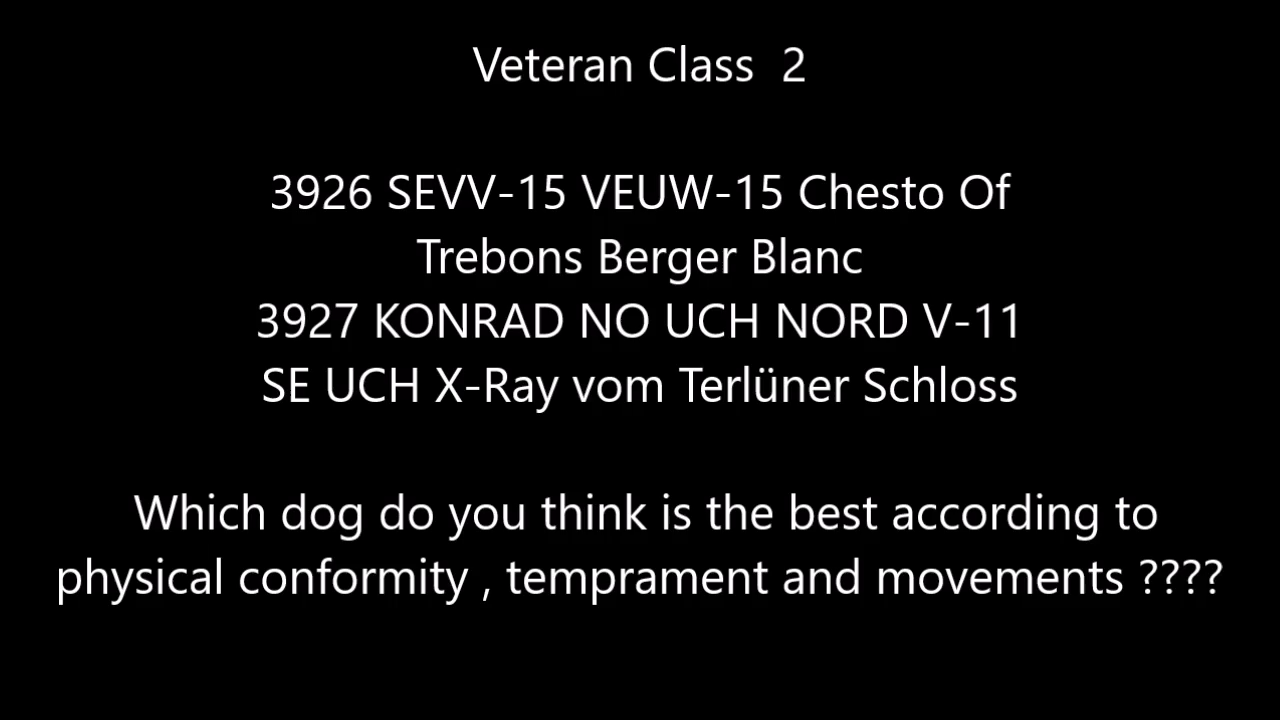 Veteran Class  2
3926 SEVV-15 VEUW-15 Chesto Of
Trebons Berger Blanc
3927 KONRAD NO UCH NORD V-11
SE UCH X-Ray vom Terlüner Schloss
Which dog do you think is the best according to
physical conformity , temprament and movements ????